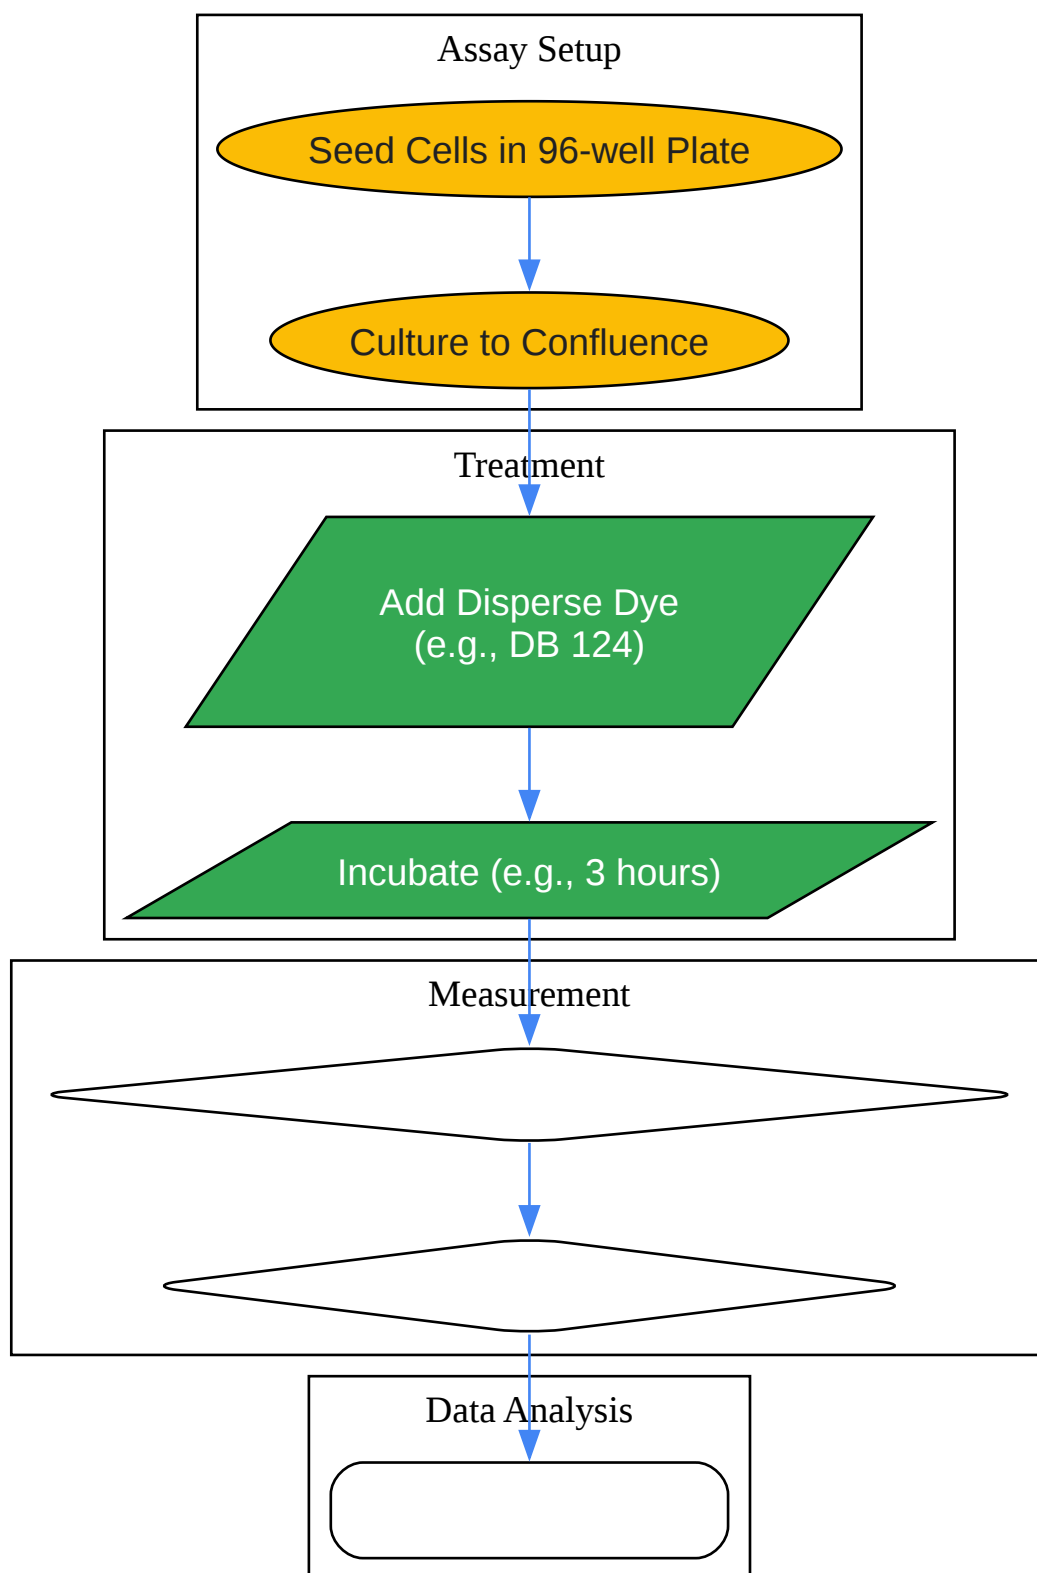 Assay Setup
Seed Cells in 96-well Plate
Culture to Confluence
Treatment
Add Disperse Dye
(e.g., DB 124)
Incubate (e.g., 3 hours)
Measurement
Data Analysis